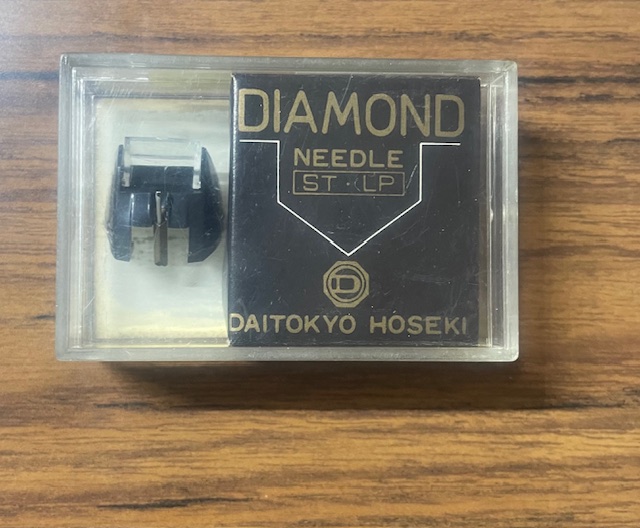 DIAMOND
NEEDLE
ST·LP
D
DAITOKYO HOSEKI